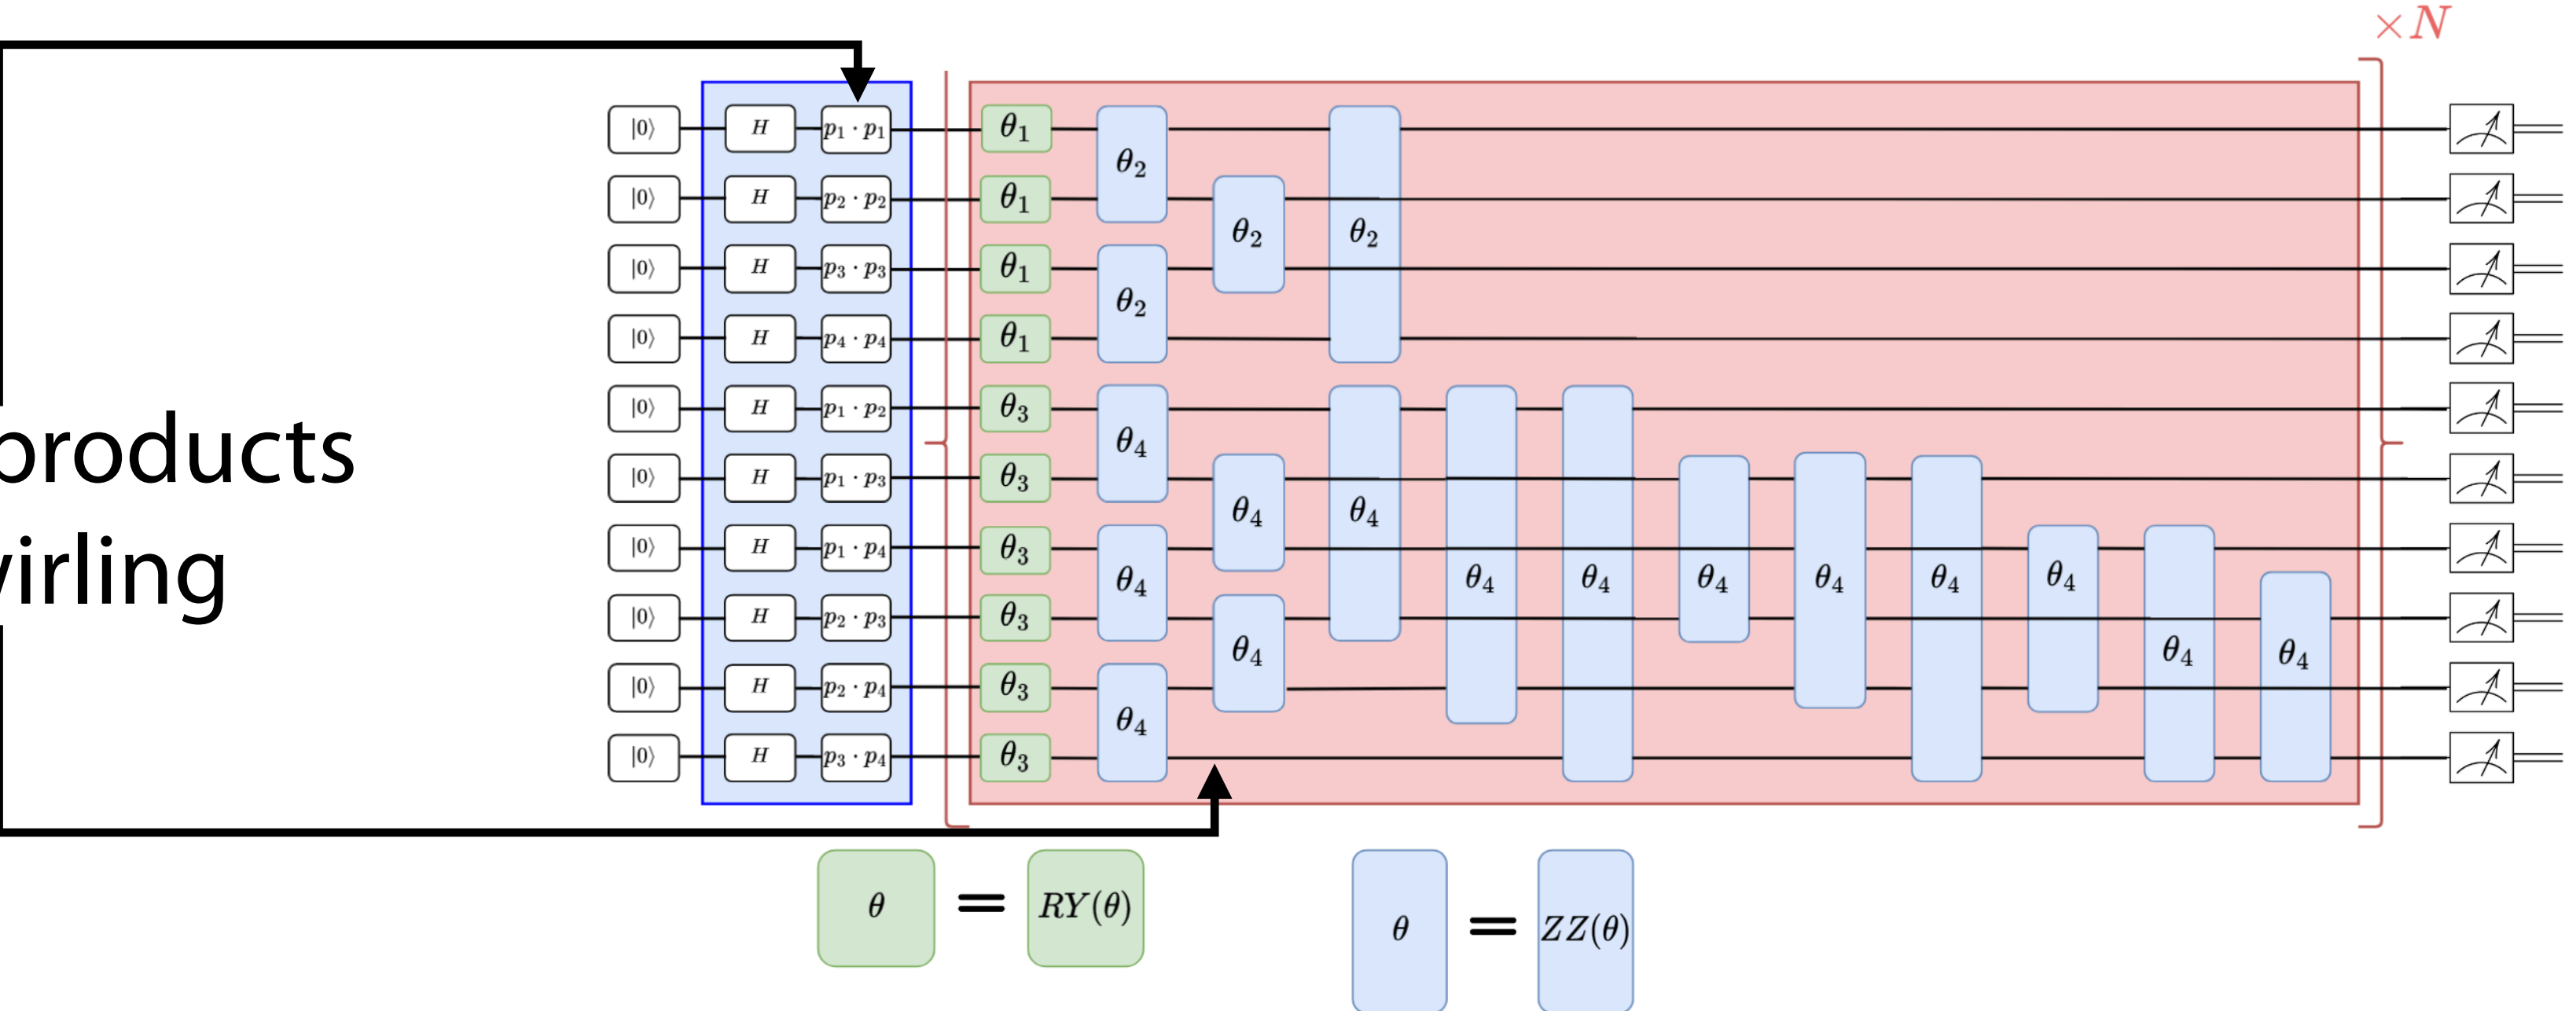 ×N
|0⟩ H p₁ · p₁ θ₁ θ₂ θ₂
|0⟩ H p₂ · p₂ θ₁ θ₂
|0⟩ H p₃ · p₃ θ₁ θ₂
|0⟩ H p₄ · p₄ θ₁
|0⟩ H p₁ · p₂ θ₃ θ₄
products
|0⟩ H p₁ · p₃ θ₃ θ₄ θ₄
|0⟩ H p₁ · p₄ θ₃ θ₄ θ₄ θ₄ θ₄ θ₄ θ₄ θ₄
irling
|0⟩ H p₂ · p₃ θ₃ θ₄ θ₄ θ₄
|0⟩ H p₂ · p₄ θ₃ θ₄
|0⟩ H p₃ · p₄ θ₃
θ = RY(θ)
θ = ZZ(θ)